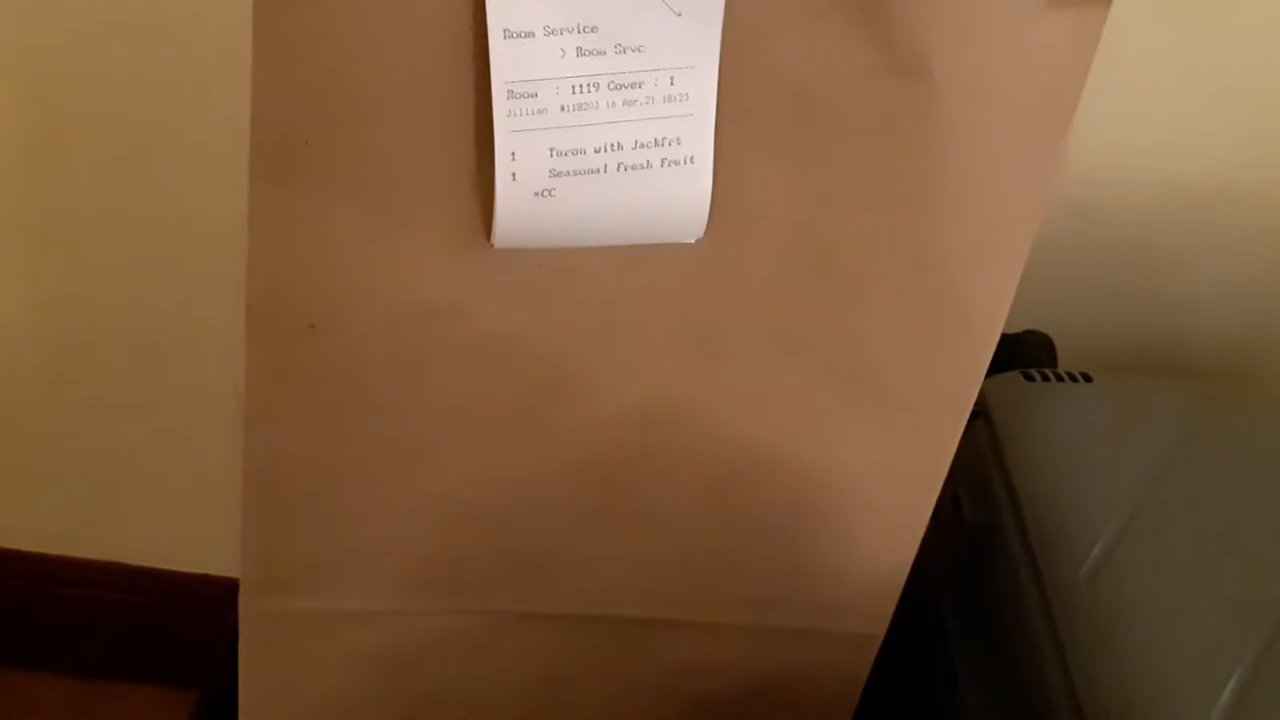 Room Service
> Room Srvc
Room : 1119 Cover : 1
Jillian #118203 16 Apr,21 18:23
1 Turon with Jackfrt
1 Seasonal Fresh Fruit
=CC